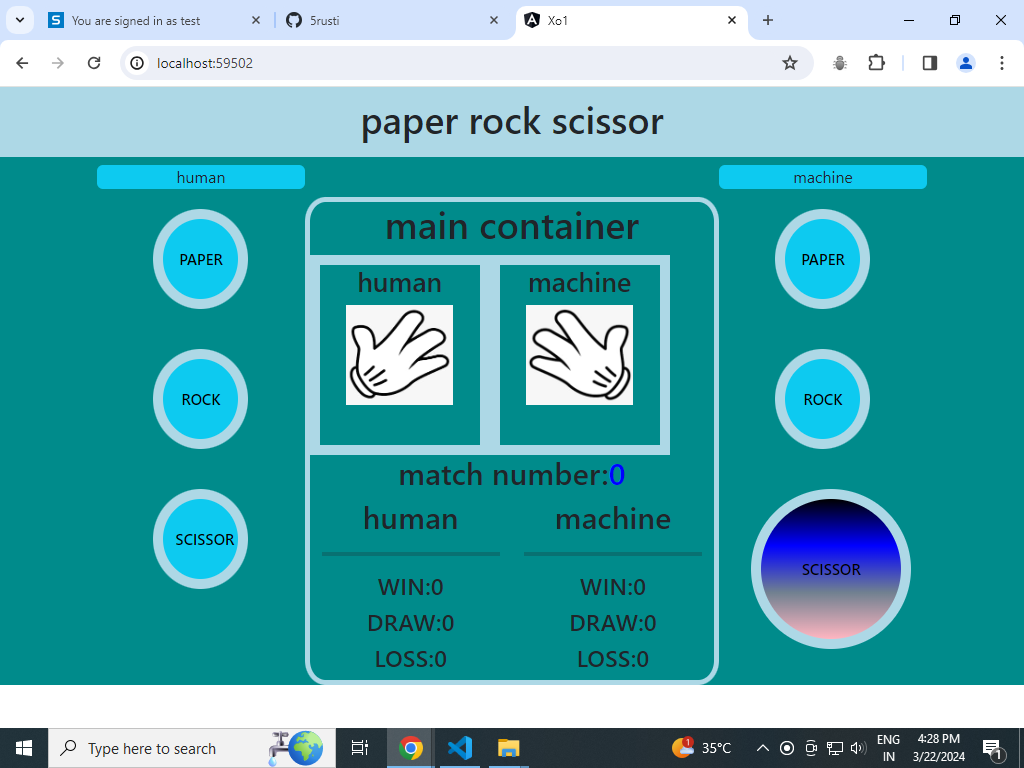 You are signed in as test
5rusti
Xo1
localhost:59502
paper rock scissor
human
machine
main container
human
machine
PAPER
PAPER
ROCK
ROCK
match number:0
human
machine
SCISSOR
SCISSOR
WIN:0
WIN:0
DRAW:0
DRAW:0
LOSS:0
LOSS:0
Type here to search
1
35°C
ENG
IN
4:28 PM
3/22/2024
1